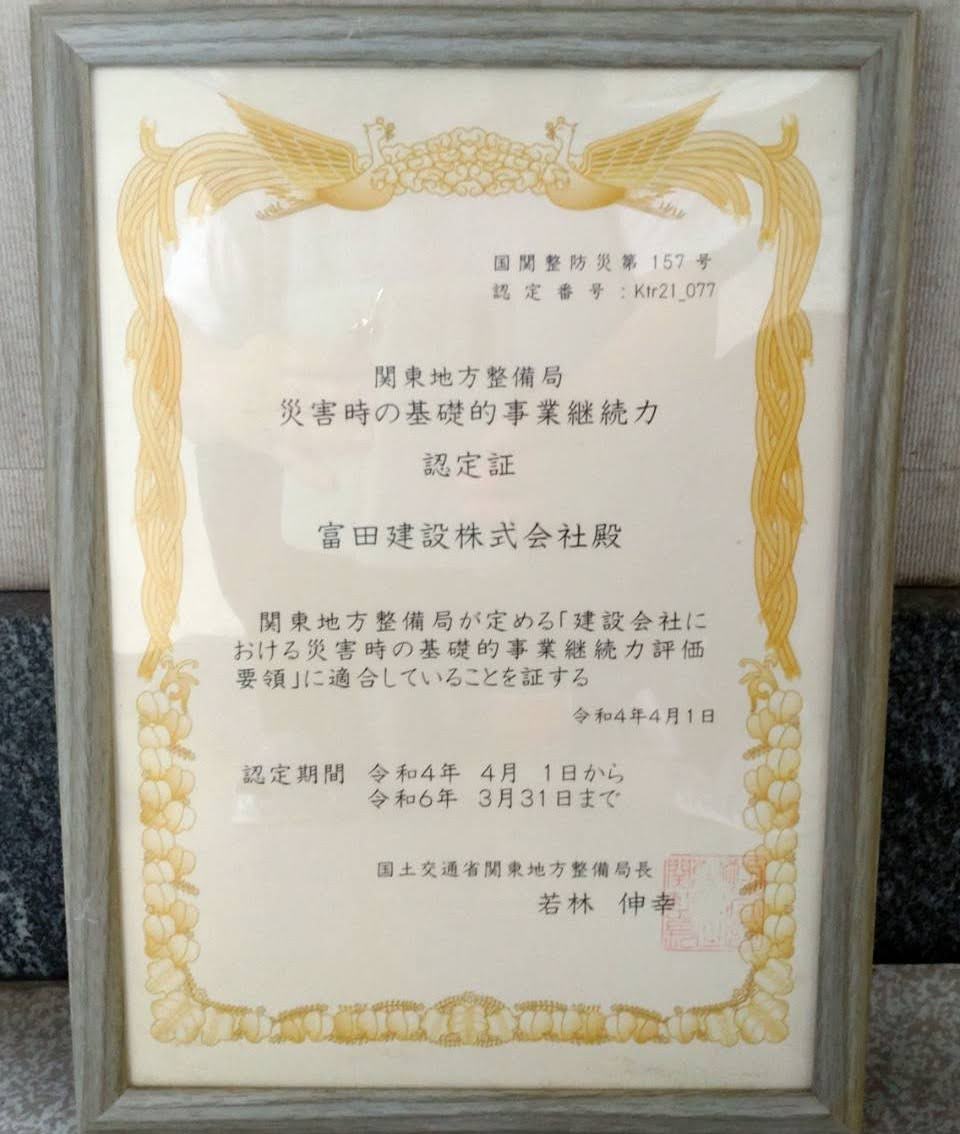 国関整防災第 157 号
認定番号:Ktr21_077
関東地方整備局
災害時の基礎的事業継続力
認定証
富田建設株式会社殿
関東地方整備局が定める「建設会社に
おける災害時の基礎的事業継続力評価
要領」に適合していることを証する
令和4年4月1日
認定期間 令和4年 4月 1日から
令和6年 3月31日まで
国土交通省関東地方整備局長
若林 伸幸